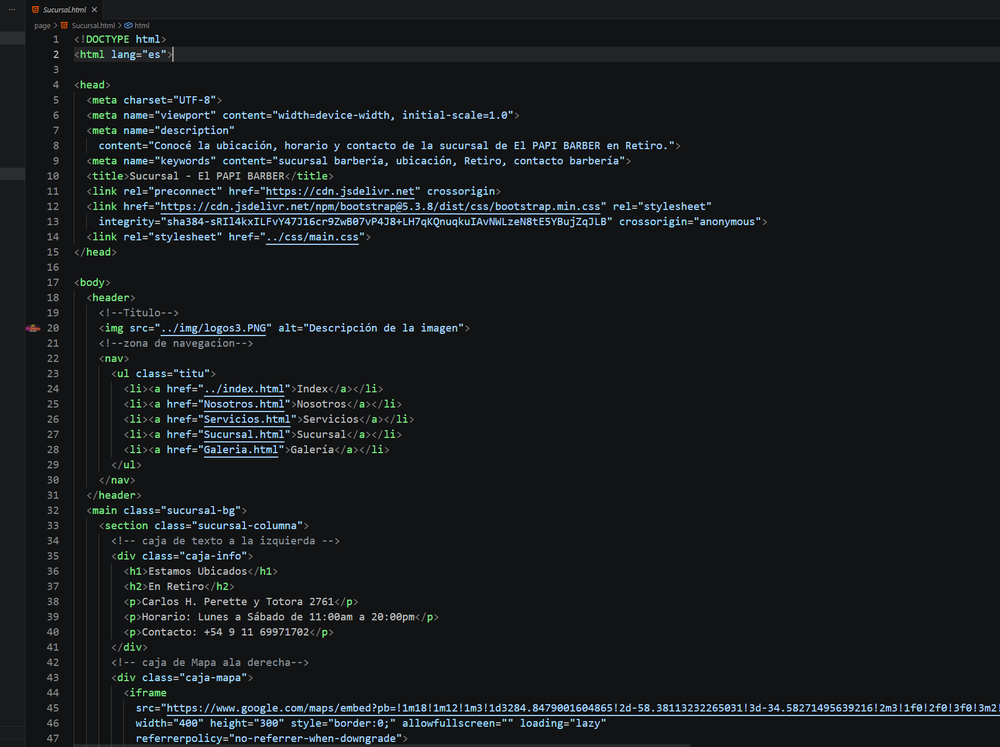 Sucursal.html
page > Sucursal.html > html
1 <!DOCTYPE html>
2 <html lang="es">
3
4 <head>
5 <meta charset="UTF-8">
6 <meta name="viewport" content="width=device-width, initial-scale=1.0">
7 <meta name="description"
8 content="Conocé la ubicación, horario y contacto de la sucursal de El PAPI BARBER en Retiro.">
9 <meta name="keywords" content="sucursal barbería, ubicación, Retiro, contacto barbería">
10 <title>Sucursal - El PAPI BARBER</title>
11 <link rel="preconnect" href="https://cdn.jsdelivr.net" crossorigin>
12 <link href="https://cdn.jsdelivr.net/npm/bootstrap@5.3.8/dist/css/bootstrap.min.css" rel="stylesheet"
13 integrity="sha384-sRIl4kxILFvY47J16cr9ZwB07vP4J8+LH7qKQnuqkuIAvNWLzeN8tE5YBujZqJLB" crossorigin="anonymous">
14 <link rel="stylesheet" href="../css/main.css">
15 </head>
16
17 <body>
18 <header>
19 <!--Titulo-->
20 <img src="../img/logos3.PNG" alt="Descripción de la imagen">
21 <!--zona de navegacion-->
22 <nav>
23 <ul class="titu">
24 <li><a href="../index.html">Index</a></li>
25 <li><a href="Nosotros.html">Nosotros</a></li>
26 <li><a href="Servicios.html">Servicios</a></li>
27 <li><a href="Sucursal.html">Sucursal</a></li>
28 <li><a href="Galeria.html">Galería</a></li>
29 </ul>
30 </nav>
31 </header>
32 <main class="sucursal-bg">
33 <section class="sucursal-columna">
34 <!-- caja de texto a la izquierda -->
35 <div class="caja-info">
36 <h1>Estamos Ubicados</h1>
37 <h2>En Retiro</h2>
38 <p>Carlos H. Perette y Totora 2761</p>
39 <p>Horario: Lunes a Sábado de 11:00am a 20:00pm</p>
40 <p>Contacto: +54 9 11 69971702</p>
41 </div>
42 <!-- caja de Mapa ala derecha-->
43 <div class="caja-mapa">
44 <iframe
45 src="https://www.google.com/maps/embed?pb=!1m18!1m12!1m3!1d3284.8479001604865!2d-58.38113232265031!3d-34.58271495639216!2m3!1f0!2f0!3f0!3m2!
46 width="400" height="300" style="border:0;" allowfullscreen="" loading="lazy"
47 referrerpolicy="no-referrer-when-downgrade">